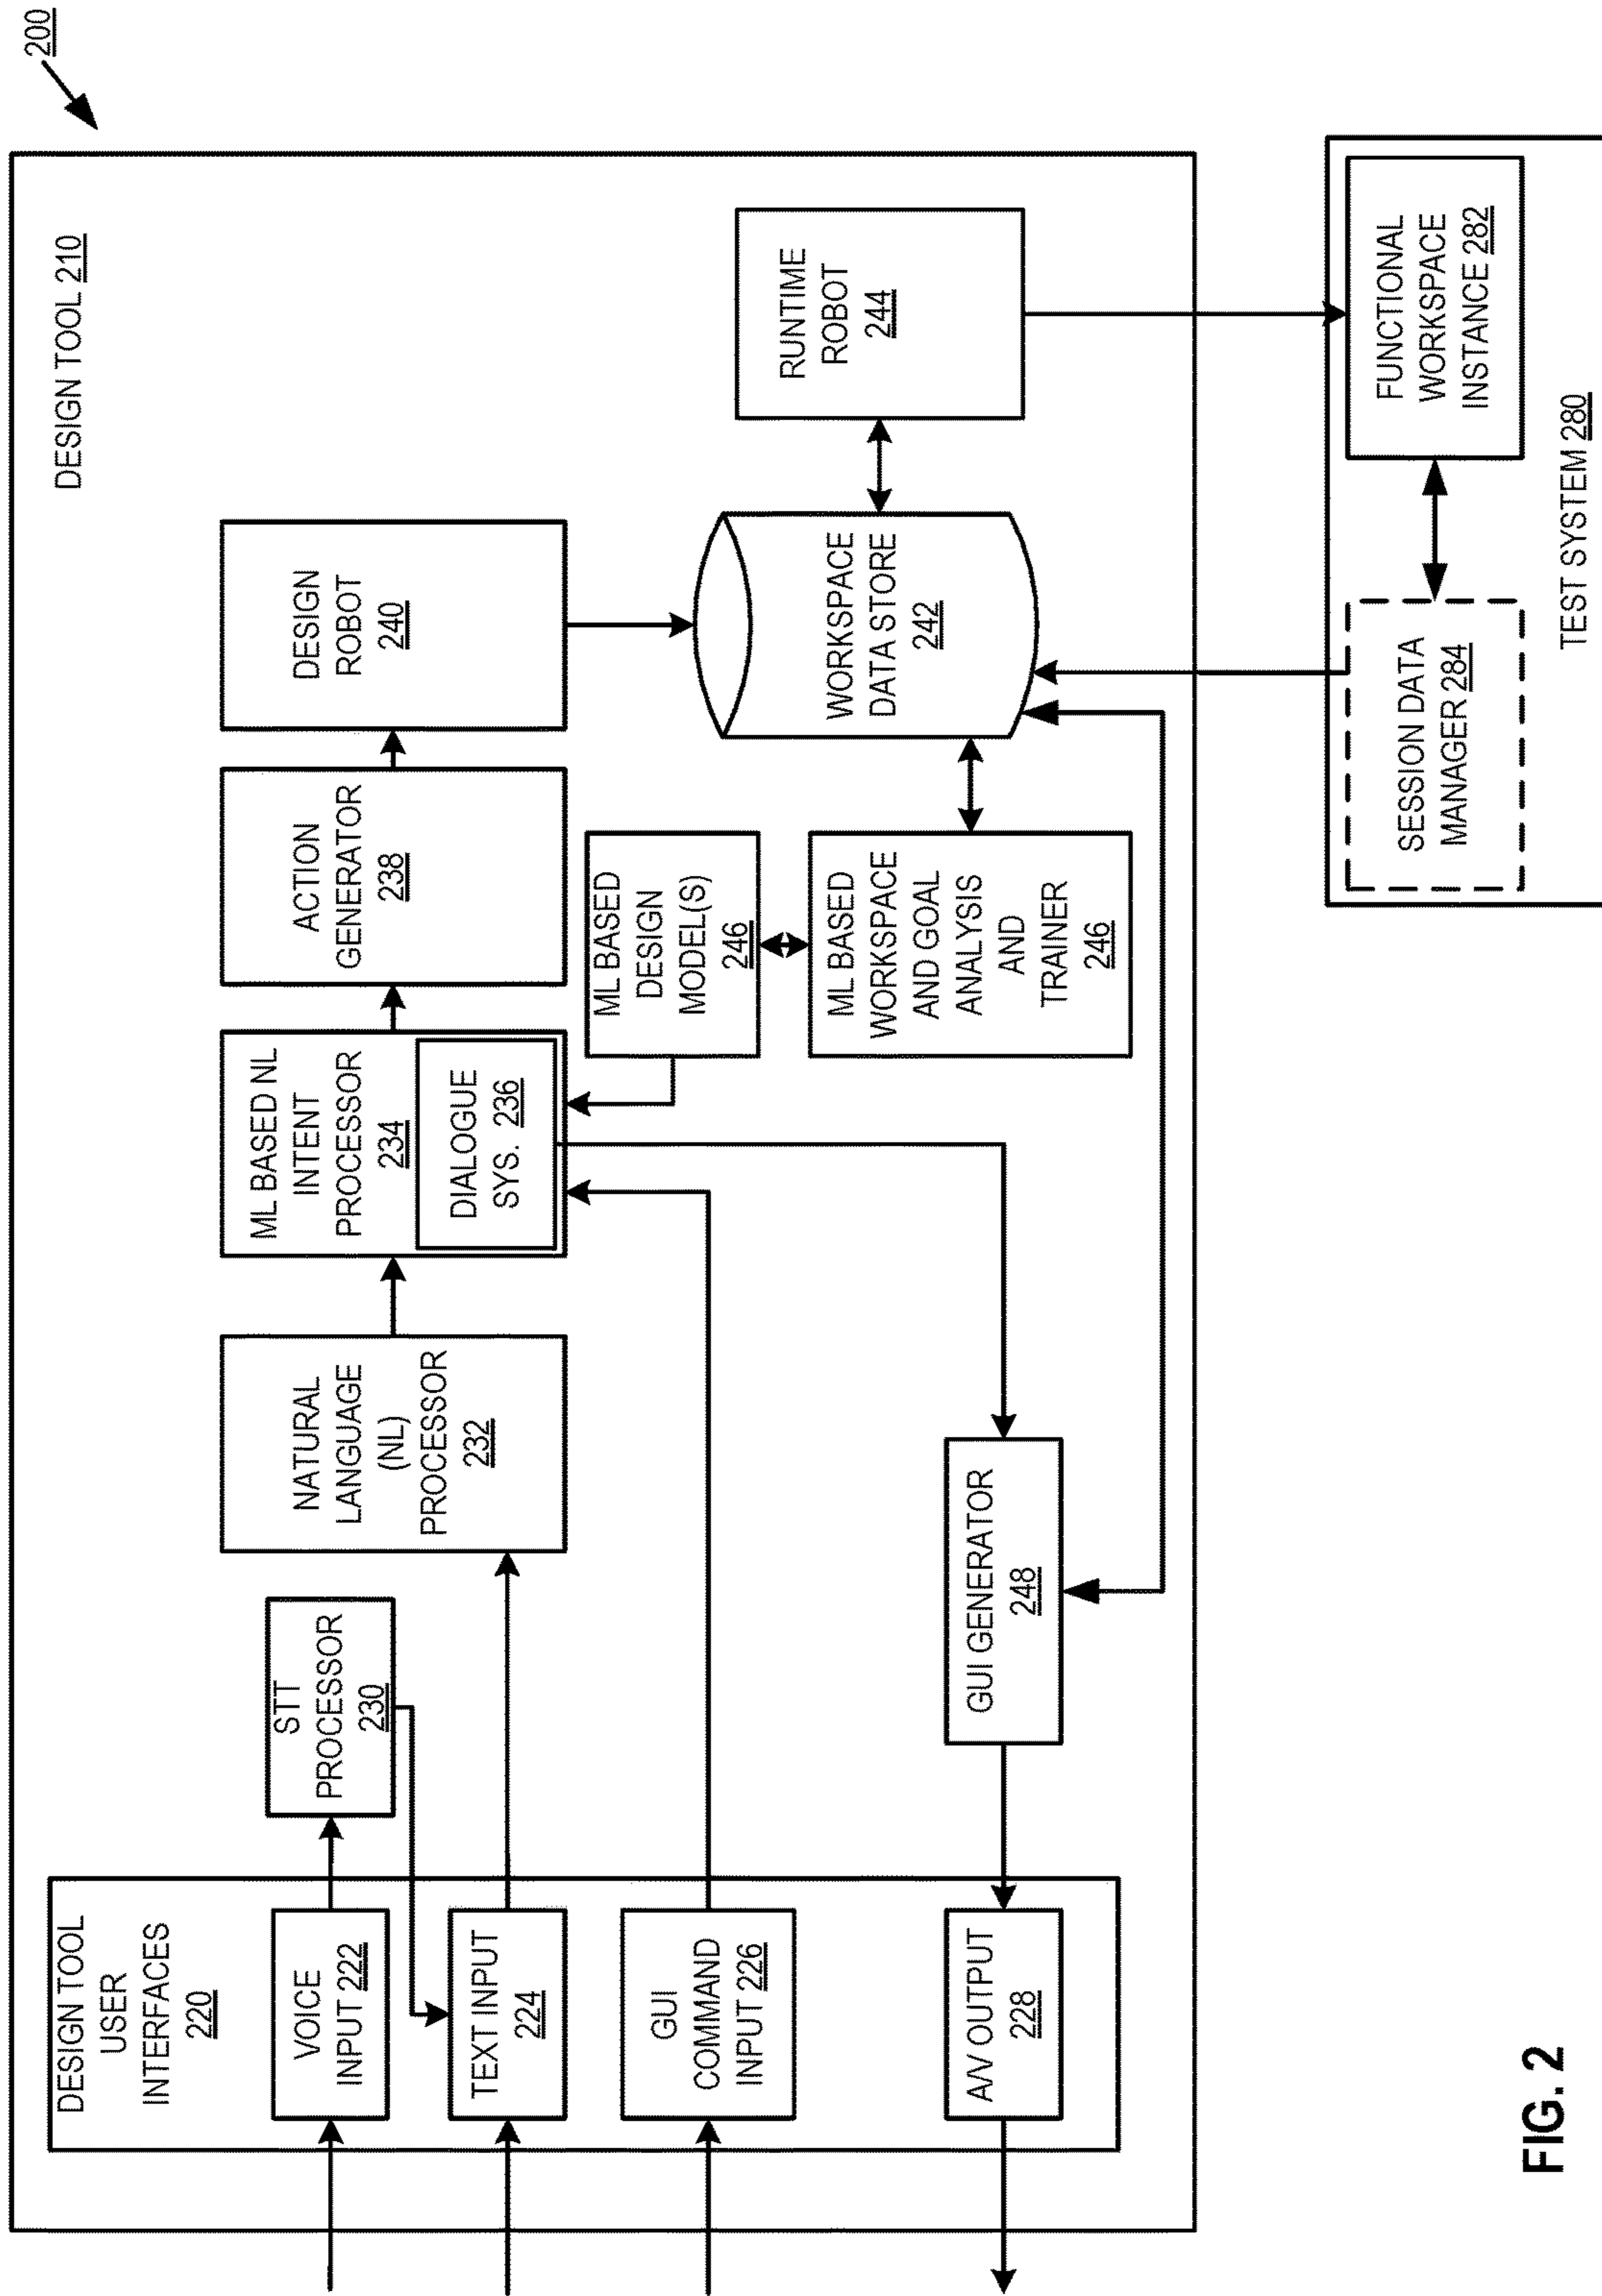 200
DESIGN TOOL 210
DESIGN TOOL
USER
INTERFACES
220
VOICE
INPUT 222
TEXT INPUT
224
GUI
COMMAND
INPUT 226
A/V OUTPUT
228
STT
PROCESSOR
230
NATURAL
LANGUAGE
(NL)
PROCESSOR
232
ML BASED NL
INTENT
PROCESSOR
234
DIALOGUE
SYS. 236
ACTION
GENERATOR
238
DESIGN
ROBOT
240
ML BASED
DESIGN
MODEL(S)
246
ML BASED
WORKSPACE
AND GOAL
ANALYSIS
AND
TRAINER
246
WORKSPACE
DATA STORE
242
RUNTIME
ROBOT
244
GUI GENERATOR
248
SESSION DATA
MANAGER 284
FUNCTIONAL
WORKSPACE
INSTANCE 282
TEST SYSTEM 280
FIG. 2